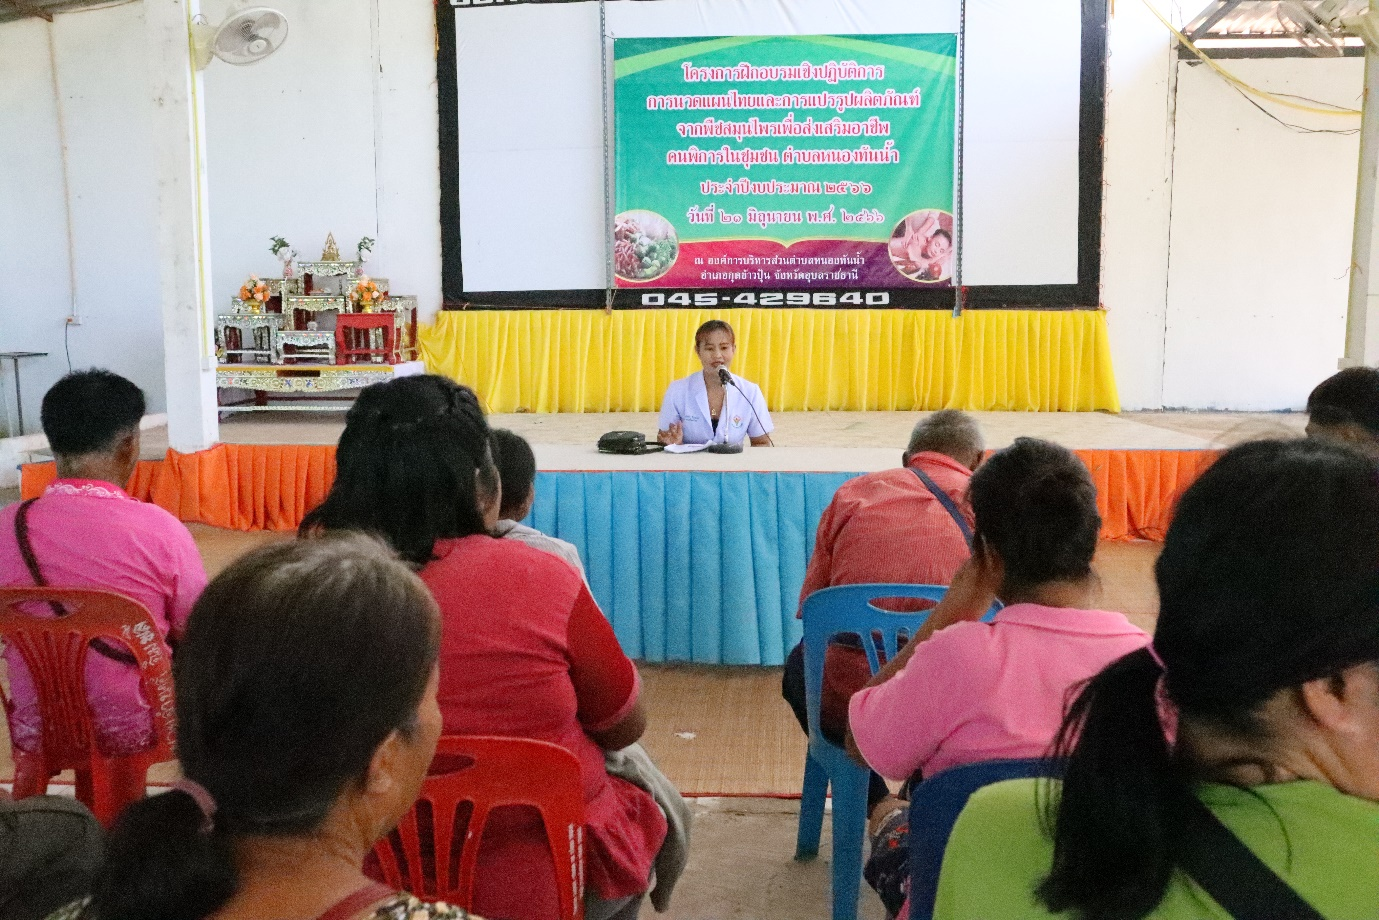 โครงการฝึกอบรมเชิงปฏิบัติการ
การนวดแผนไทยและการแปรรูปผลิตภัณฑ์
จากพืชสมุนไพรเพื่อส่งเสริมอาชีพ
คนพิการในชุมชน ตำบลหนองทันน้ำ
ประจำปีงบประมาณ ๒๕๖๖
วันที่ ๒๑ มิถุนายน พ.ศ. ๒๕๖๖
ณ องค์การบริหารส่วนตำบลหนองทันน้ำ
อำเภอกุดข้าวปุ้น จังหวัดอุบลราชธานี
045-429640